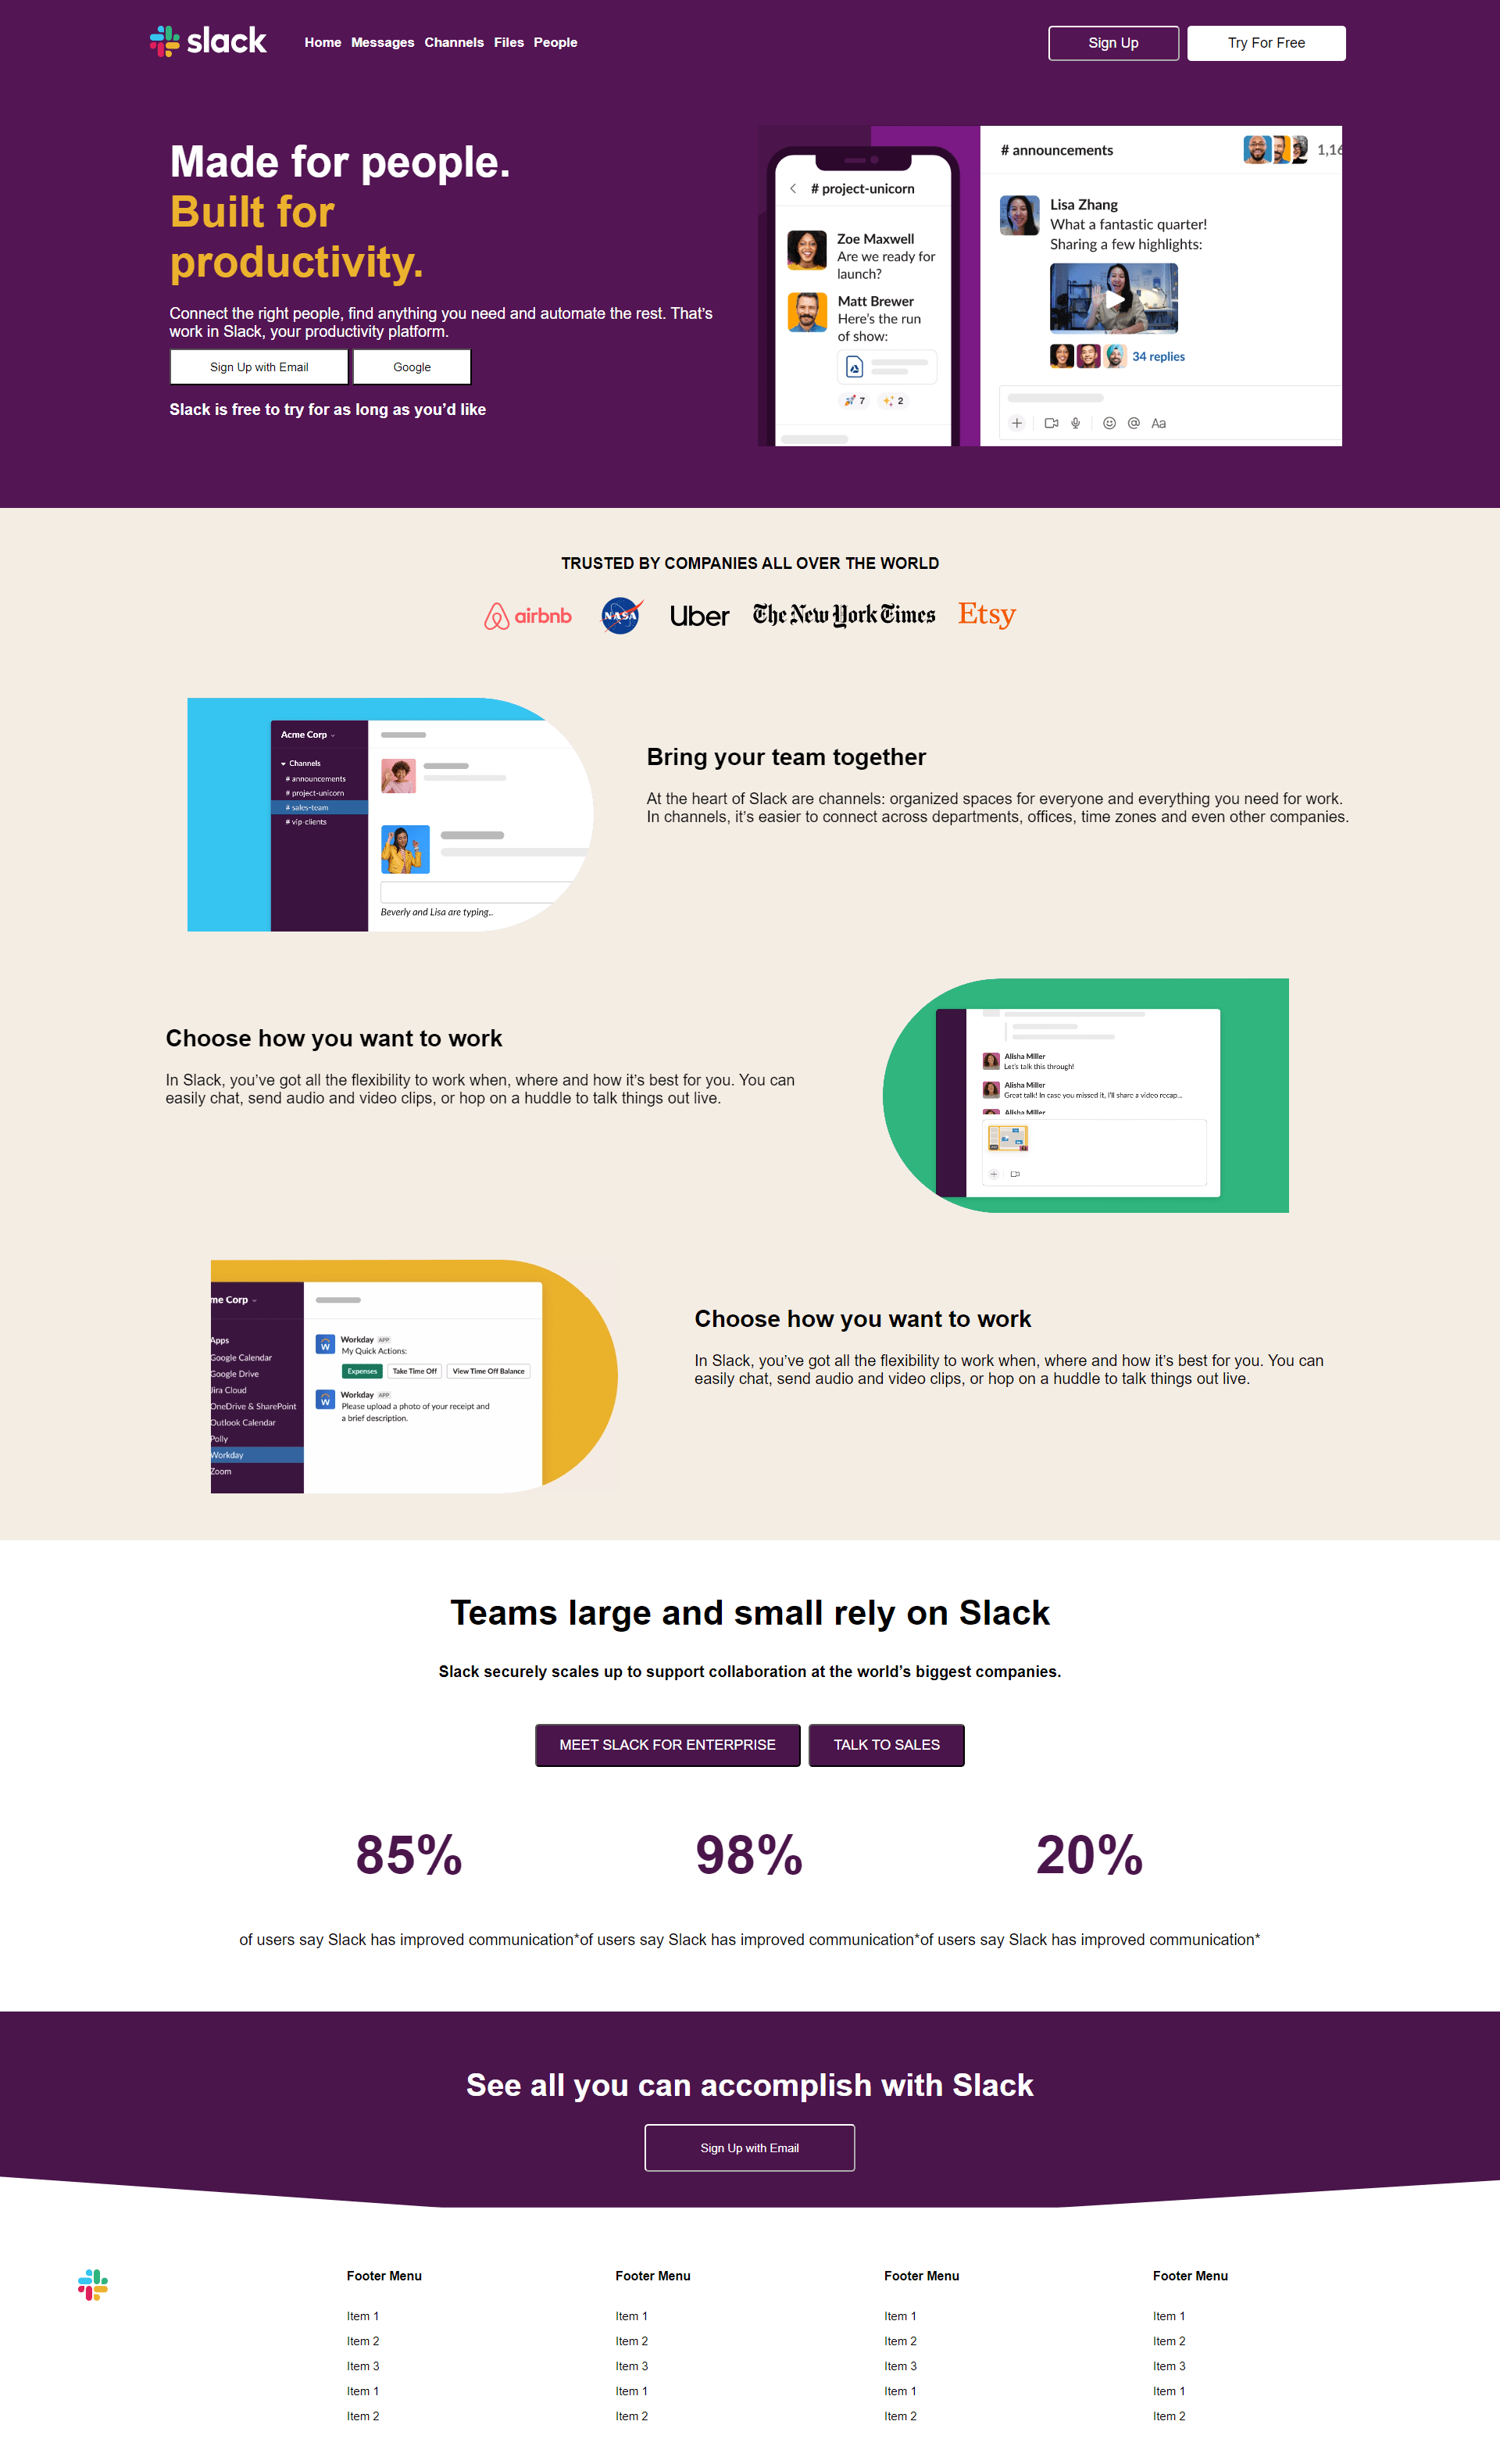 slack
Home Messages Channels Files People
Sign Up
Try For Free
Made for people.
Built for
productivity.
Connect the right people, find anything you need and automate the rest. That’s
work in Slack, your productivity platform.
Sign Up with Email
Google
Slack is free to try for as long as you’d like
# project-unicorn
Zoe Maxwell
Are we ready for
launch?
Matt Brewer
Here’s the run
of show:
7
2
# announcements
1,16
Lisa Zhang
What a fantastic quarter!
Sharing a few highlights:
34 replies
Aa
TRUSTED BY COMPANIES ALL OVER THE WORLD
airbnb
NASA
Uber
The New York Times
Etsy
Acme Corp
Channels
# announcements
# project-unicorn
# sales-team
# vip-clients
Beverly and Lisa are typing..
Bring your team together
At the heart of Slack are channels: organized spaces for everyone and everything you need for work.
In channels, it’s easier to connect across departments, offices, time zones and even other companies.
Choose how you want to work
In Slack, you’ve got all the flexibility to work when, where and how it’s best for you. You can
easily chat, send audio and video clips, or hop on a huddle to talk things out live.
Alisha Miller
Let’s talk this through!
Alisha Miller
Great talk! In case you missed it, I’ll share a video recap...
Alisha Miller
me Corp
Apps
Google Calendar
Google Drive
Jira Cloud
OneDrive & SharePoint
Outlook Calendar
Polly
Workday
Zoom
Workday APP
My Quick Actions:
Expenses
Take Time Off
View Time Off Balance
Workday APP
Please upload a photo of your receipt and
a brief description.
Choose how you want to work
In Slack, you’ve got all the flexibility to work when, where and how it’s best for you. You can
easily chat, send audio and video clips, or hop on a huddle to talk things out live.
Teams large and small rely on Slack
Slack securely scales up to support collaboration at the world’s biggest companies.
MEET SLACK FOR ENTERPRISE
TALK TO SALES
85%
of users say Slack has improved communication*
98%
of users say Slack has improved communication*
20%
of users say Slack has improved communication*
See all you can accomplish with Slack
Sign Up with Email
Footer Menu
Item 1
Item 2
Item 3
Item 1
Item 2
Footer Menu
Item 1
Item 2
Item 3
Item 1
Item 2
Footer Menu
Item 1
Item 2
Item 3
Item 1
Item 2
Footer Menu
Item 1
Item 2
Item 3
Item 1
Item 2